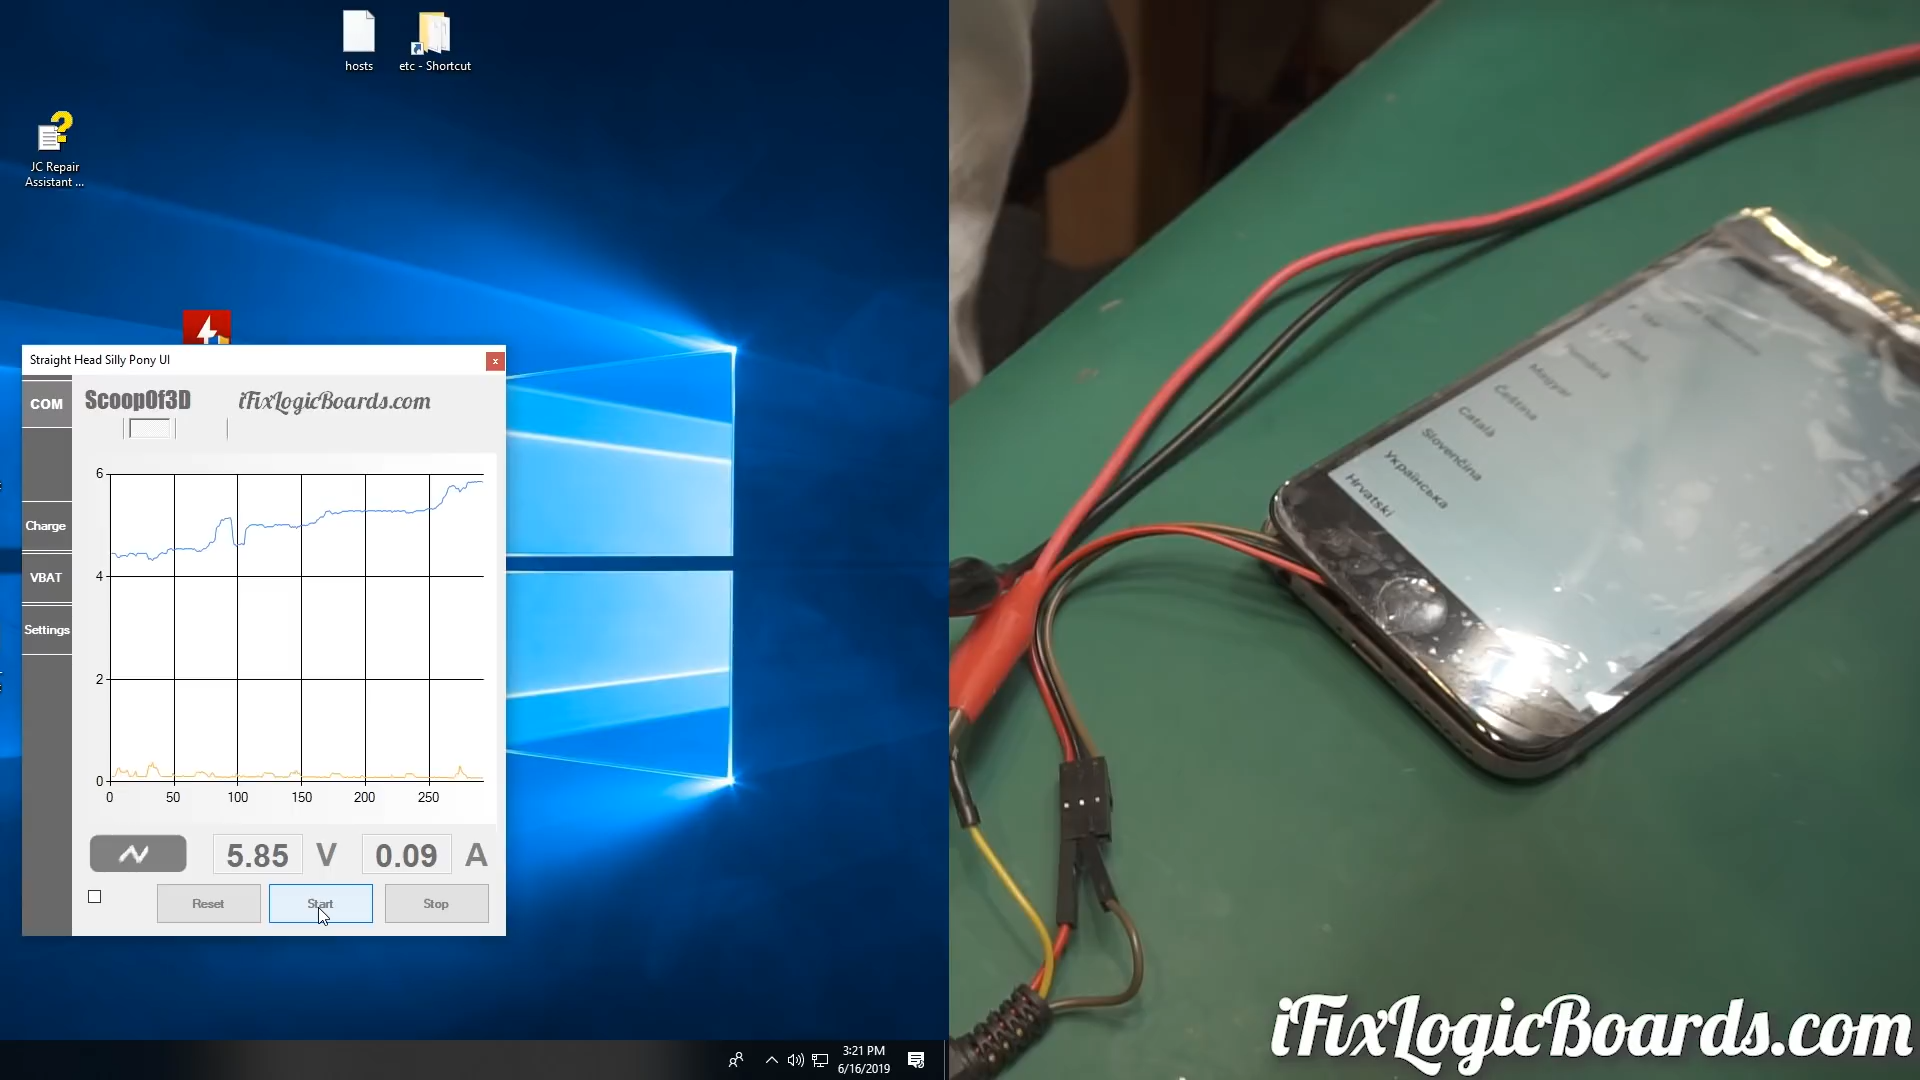 hosts
etc - Shortcut
JC Repair
Assistant ...
Straight Head Silly Pony UI
x
COM
ScoopOf3D
iFixLogicBoards.com
Charge
VBAT
Settings
6
4
2
0
0
50
100
150
200
250
5.85 V
0.09 A
Reset
Start
Stop
3:21 PM
6/16/2019
Magyar
Čeština
Català
Slovenčina
Українська
Hrvatski
iFixLogicBoards.com